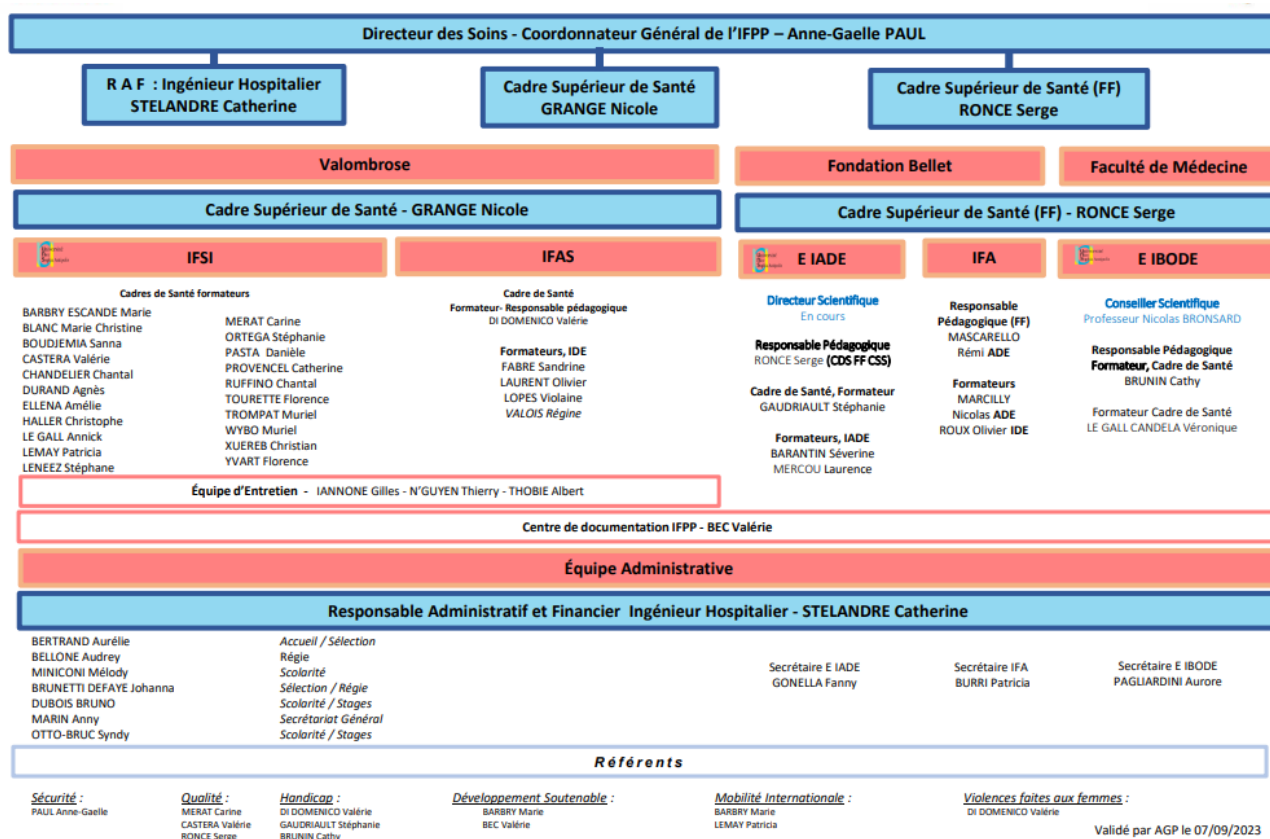 Directeur des Soins - Coordonnateur Général de l'IFPP – Anne-Gaelle PAUL
R A F : Ingénieur Hospitalier
STELANDRE Catherine
Cadre Supérieur de Santé
GRANGE Nicole
Cadre Supérieur de Santé (FF)
RONCE Serge
Valombrose
Fondation Bellet
Faculté de Médecine
Cadre Supérieur de Santé - GRANGE Nicole
Cadre Supérieur de Santé (FF) - RONCE Serge
IFSI
IFAS
E IADE
IFA
E IBODE
Cadres de Santé formateurs
BARBRY ESCANDE Marie
BLANC Marie Christine
BOUDJEMIA Sanna
CASTERA Valérie
CHANDELIER Chantal
DURAND Agnès
ELLENA Amélie
HALLER Christophe
LE GALL Annick
LEMAY Patricia
LENEEZ Stéphane
MERAT Carine
ORTEGA Stéphanie
PASTA Danièle
PROVENCEL Catherine
RUFFINO Chantal
TOURETTE Florence
TROMPAT Muriel
WYBO Muriel
XUEREB Christian
YVART Florence
Cadre de Santé
Formateur- Responsable pédagogique
DI DOMENICO Valérie
Formateurs, IDE
FABRE Sandrine
LAURENT Olivier
LOPES Violaine
VALOIS Régine
Directeur Scientifique
En cours
Responsable Pédagogique
RONCE Serge (CDS FF CSS)
Cadre de Santé, Formateur
GAUDRIAULT Stéphanie
Formateurs, IADE
BARANTIN Séverine
MERCOU Laurence
Responsable
Pédagogique (FF)
MASCARELLO
Rémi ADE
Formateurs
MARCILLY
Nicolas ADE
ROUX Olivier IDE
Conseiller Scientifique
Professeur Nicolas BRONSARD
Responsable Pédagogique
Formateur, Cadre de Santé
BRUNIN Cathy
Formateur Cadre de Santé
LE GALL CANDELA Véronique
Équipe d'Entretien - IANNONE Gilles - N'GUYEN Thierry - THOBIE Albert
Centre de documentation IFPP - BEC Valérie
Équipe Administrative
Responsable Administratif et Financier Ingénieur Hospitalier - STELANDRE Catherine
BERTRAND Aurélie Accueil / Sélection
BELLONE Audrey Régie
MINICONI Mélody Scolarité
BRUNETTI DEFAYE Johanna Sélection / Régie
DUBOIS BRUNO Scolarité / Stages
MARIN Anny Secrétariat Général
OTTO-BRUC Syndy Scolarité / Stages
Secrétaire E IADE
GONELLA Fanny
Secrétaire IFA
BURRI Patricia
Secrétaire E IBODE
PAGLIARDINI Aurore
Référents
Sécurité :
PAUL Anne-Gaelle
Qualité :
MERAT Carine
CASTERA Valérie
RONCE Serge
Handicap :
DI DOMENICO Valérie
GAUDRIAULT Stéphanie
BRUNIN Cathy
Développement Soutenable :
BARBRY Marie
BEC Valérie
Mobilité Internationale :
BARBRY Marie
LEMAY Patricia
Violences faites aux femmes :
DI DOMENICO Valérie
Validé par AGP le 07/09/2023